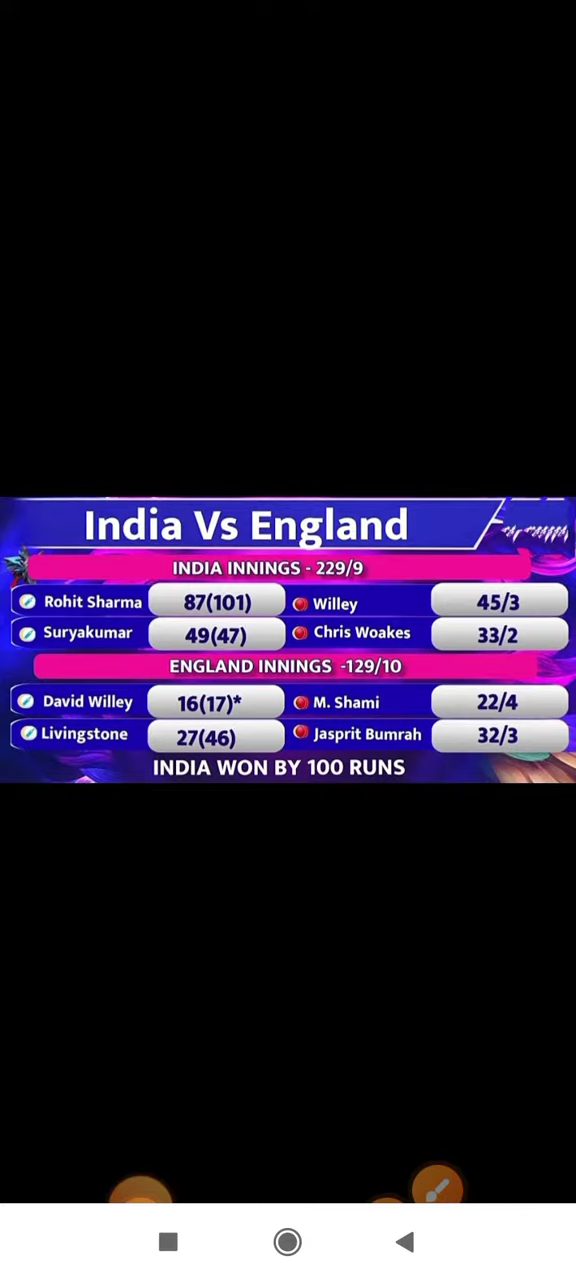 India Vs England
INDIA INNINGS - 229/9
Rohit Sharma 87(101) Willey 45/3
Suryakumar 49(47) Chris Woakes 33/2
ENGLAND INNINGS -129/10
David Willey 16(17)* M. Shami 22/4
Livingstone 27(46) Jasprit Bumrah 32/3
INDIA WON BY 100 RUNS